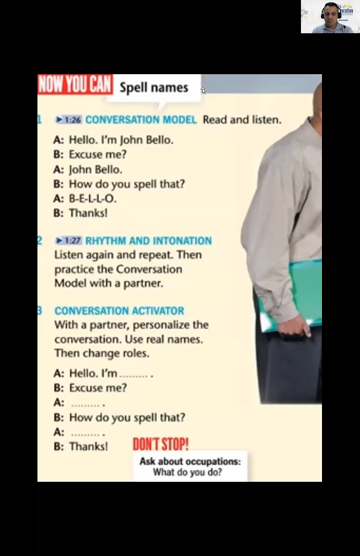 NOW YOU CAN Spell names
1 ▶1:26 CONVERSATION MODEL Read and listen.
A: Hello. I'm John Bello.
B: Excuse me?
A: John Bello.
B: How do you spell that?
A: B-E-L-L-O.
B: Thanks!
2 ▶1:27 RHYTHM AND INTONATION
Listen again and repeat. Then
practice the Conversation
Model with a partner.
3 CONVERSATION ACTIVATOR
With a partner, personalize the
conversation. Use real names.
Then change roles.
A: Hello. I'm ......... .
B: Excuse me?
A: ......... .
B: How do you spell that?
A: ......... .
B: Thanks!
DON'T STOP!
Ask about occupations:
What do you do?